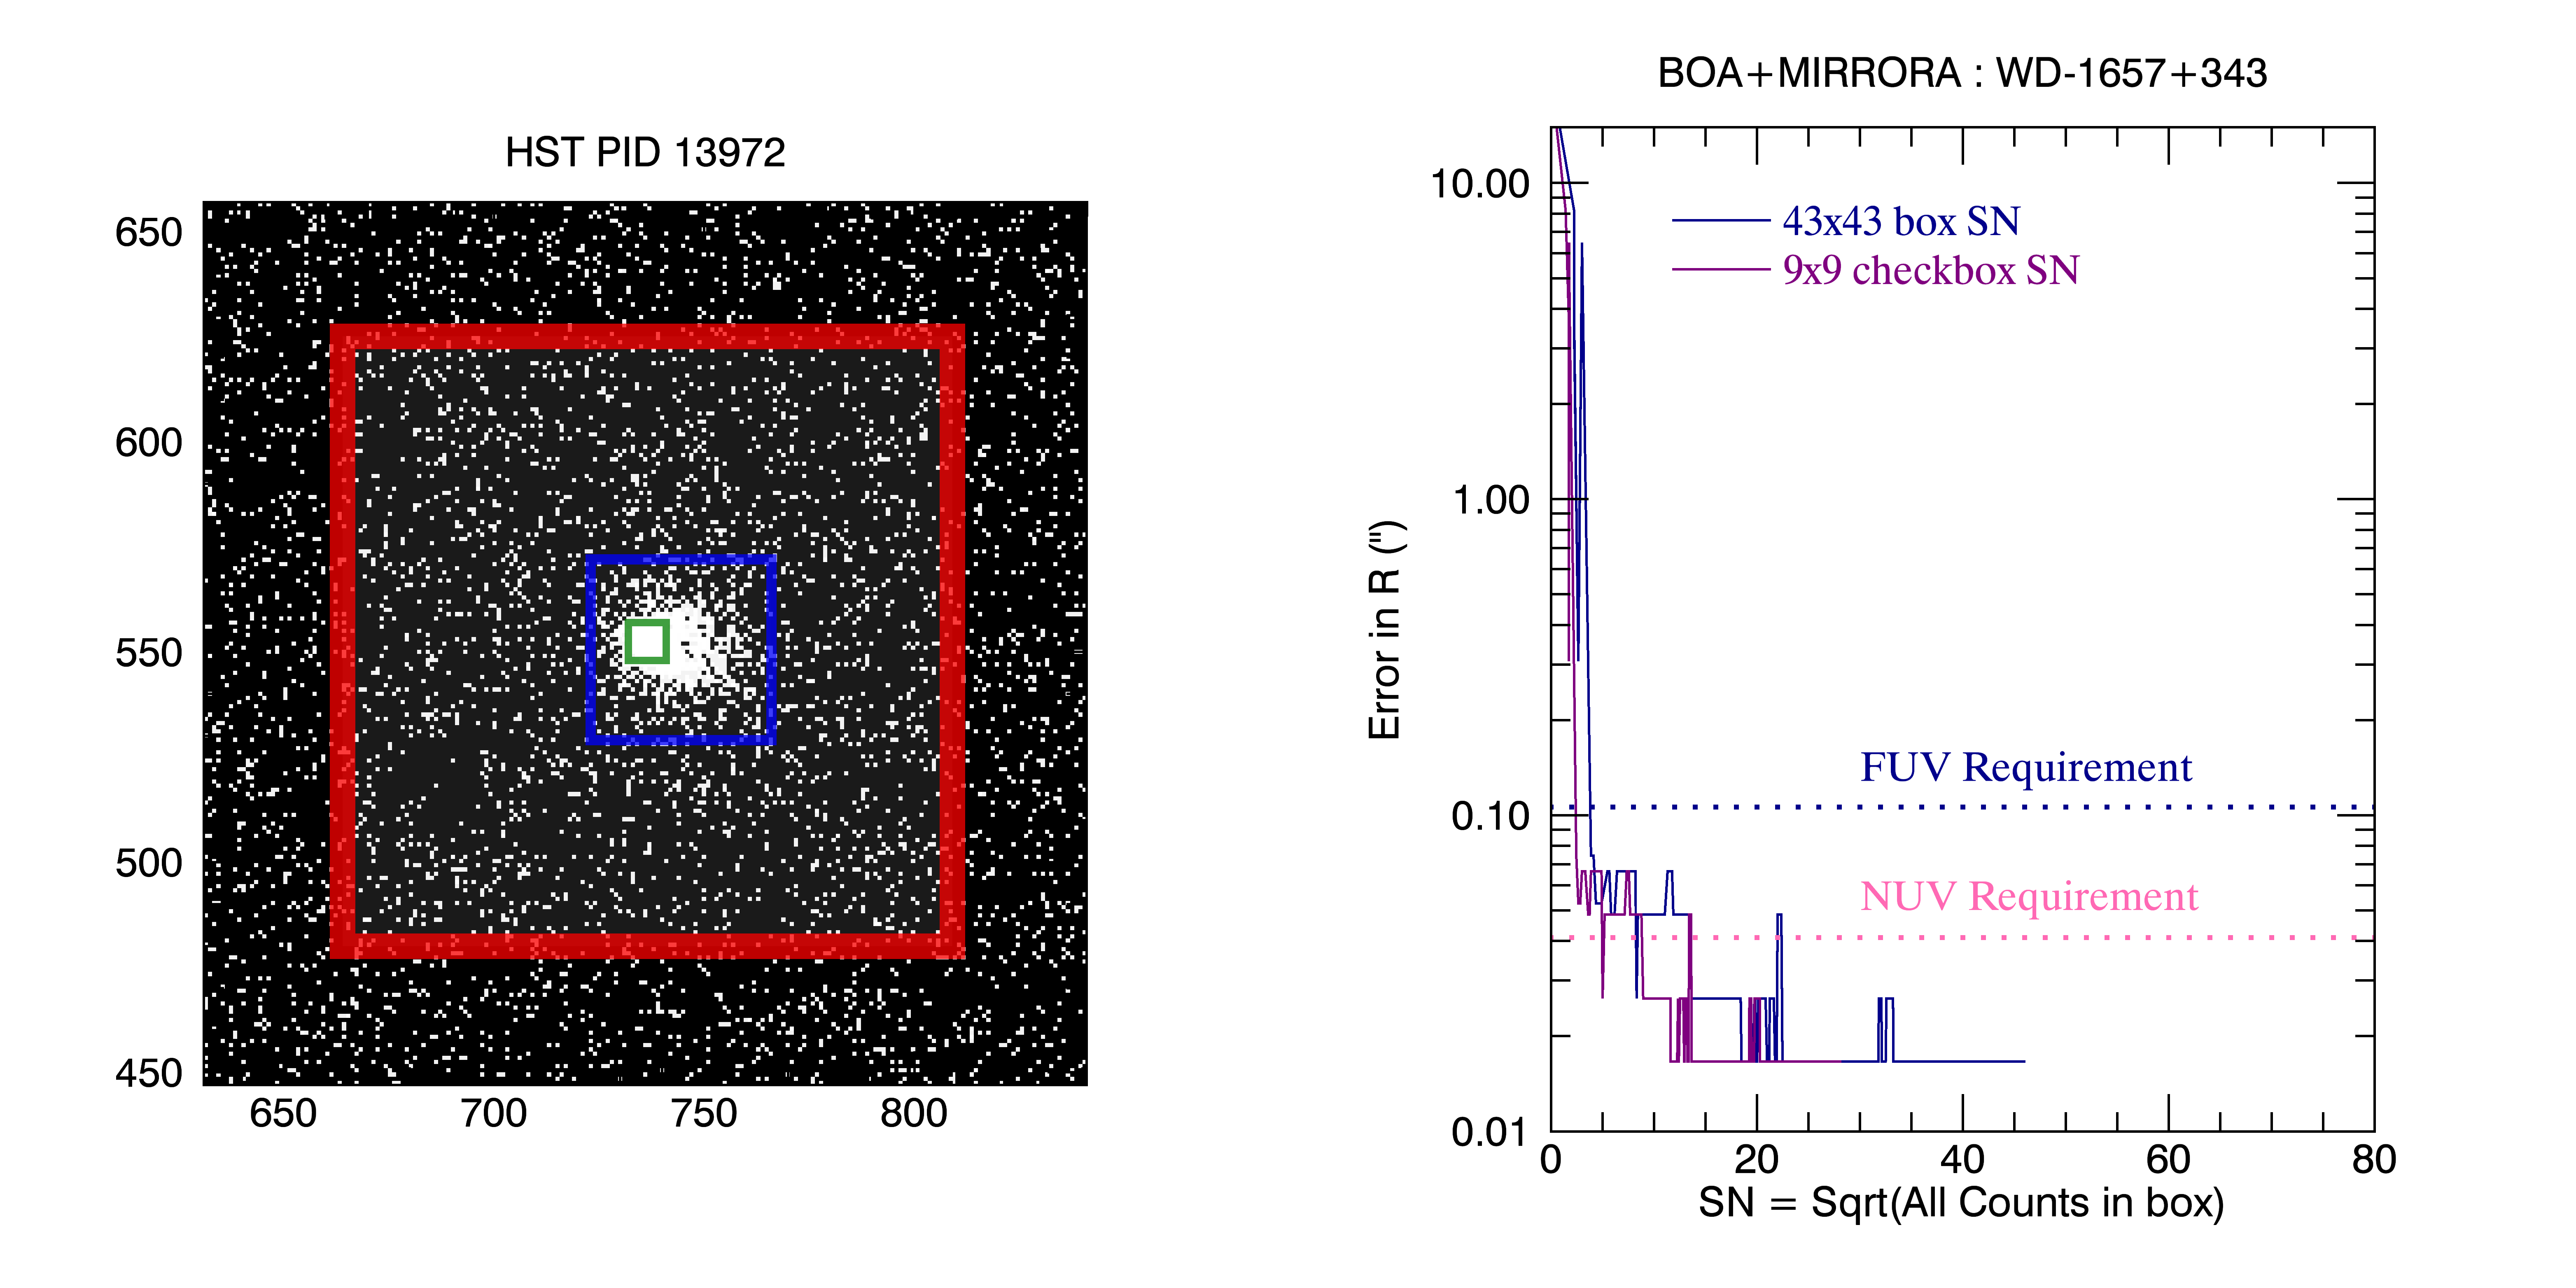 HST PID 13972
650
600
550
500
450
650 700 750 800
BOA+MIRRORA : WD-1657+343
10.00
1.00
0.10
0.01
Error in R (")
43x43 box SN
9x9 checkbox SN
FUV Requirement
NUV Requirement
0 20 40 60 80
SN = Sqrt(All Counts in box)